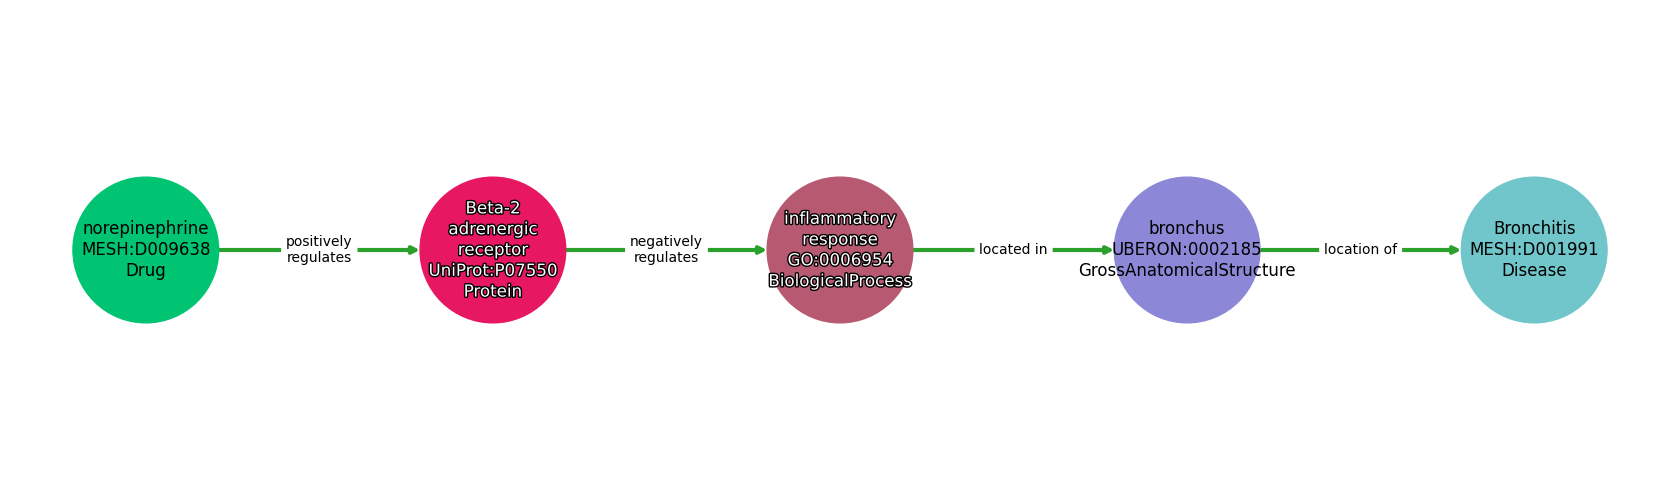 norepinephrine
MESH:D009638
Drug
positively
regulates
Beta-2
adrenergic
receptor
UniProt:P07550
Protein
negatively
regulates
inflammatory
response
GO:0006954
BiologicalProcess
located in
bronchus
UBERON:0002185
GrossAnatomicalStructure
location of
Bronchitis
MESH:D001991
Disease